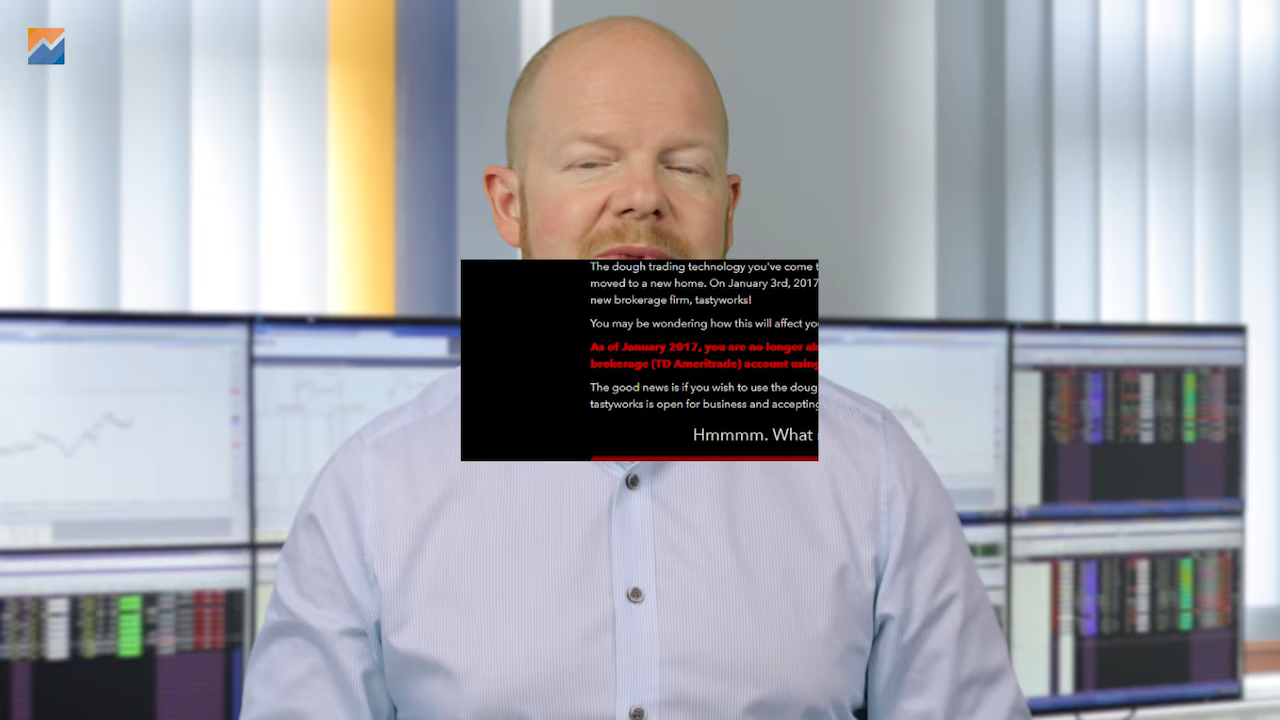 The dough trading technology you've come t
moved to a new home. On January 3rd, 2017
new brokerage firm, tastyworks!
You may be wondering how this will affect you
As of January 2017, you are no longer ab
brokerage (TD Ameritrade) account using
The good news is if you wish to use the doug
tastyworks is open for business and accepting
Hmmmm. What